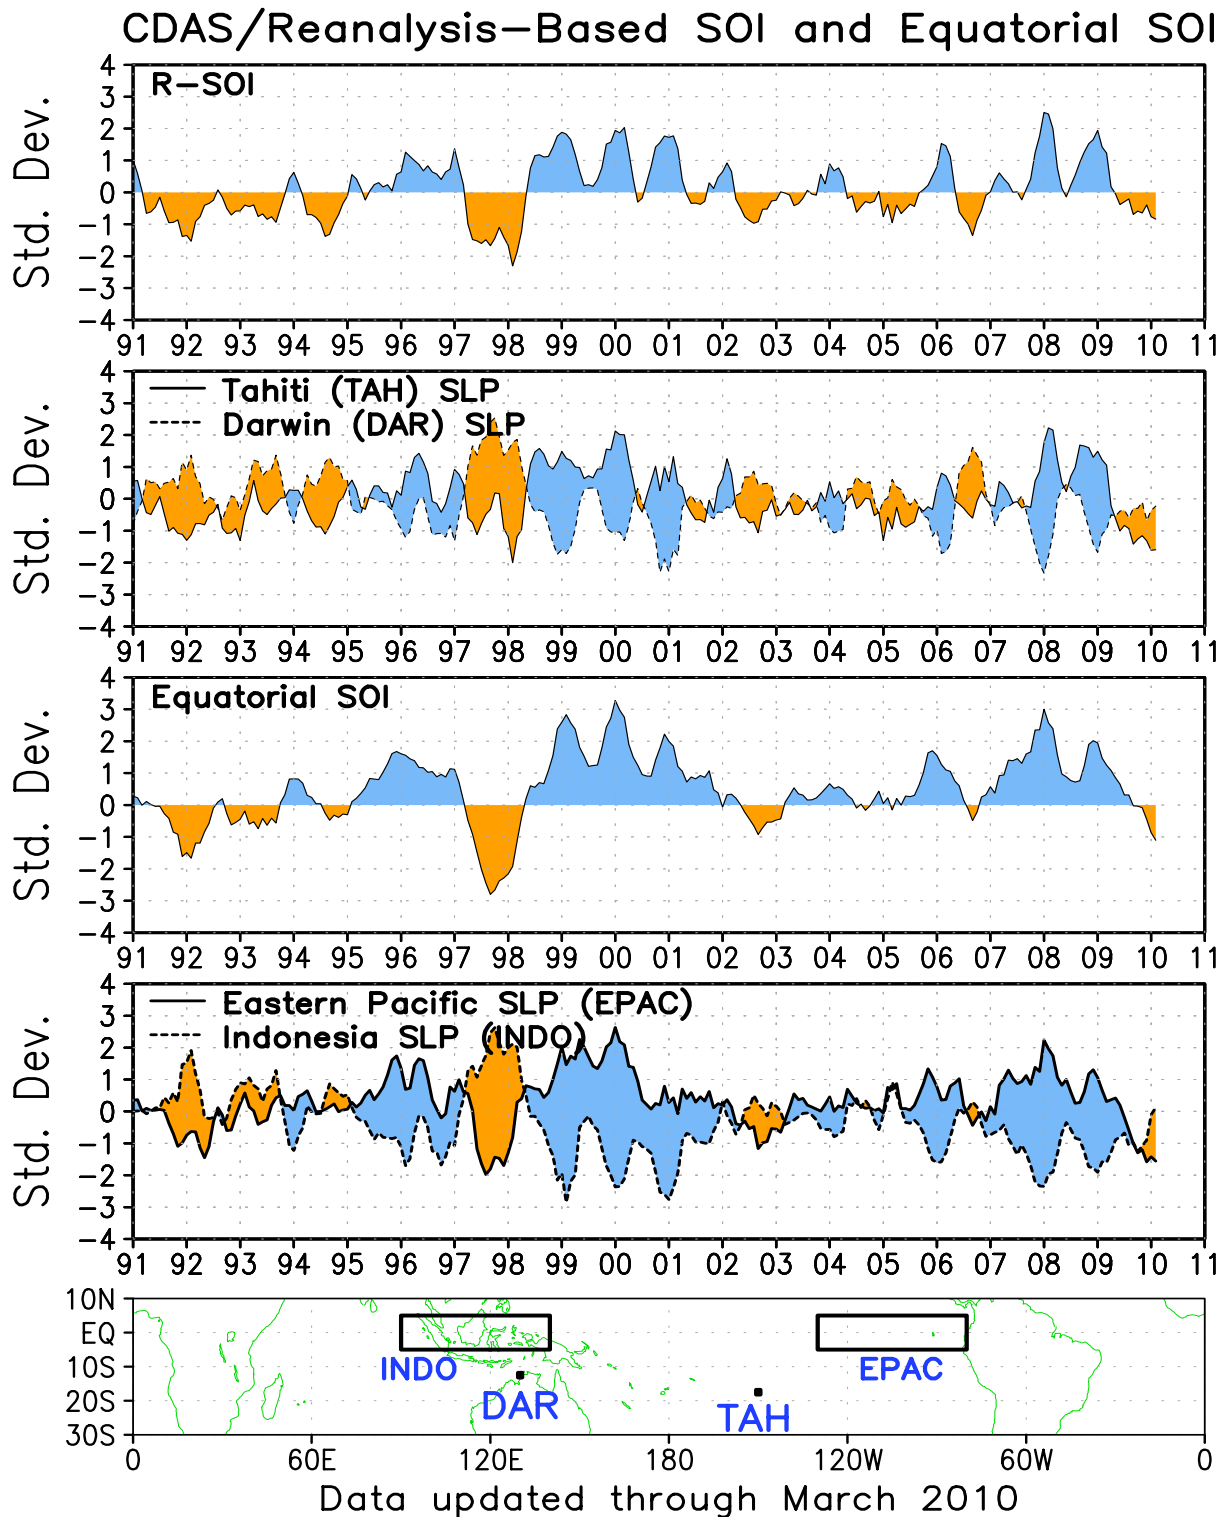 CDAS/Reanalysis-Based SOI and Equatorial SOI
R-SOI
Std. Dev.
4
3
2
1
0
-1
-2
-3
-4
91 92 93 94 95 96 97 98 99 00 01 02 03 04 05 06 07 08 09 10 11
Tahiti (TAH) SLP
Darwin (DAR) SLP
Std. Dev.
4
3
2
1
0
-1
-2
-3
-4
91 92 93 94 95 96 97 98 99 00 01 02 03 04 05 06 07 08 09 10 11
Equatorial SOI
Std. Dev.
4
3
2
1
0
-1
-2
-3
-4
91 92 93 94 95 96 97 98 99 00 01 02 03 04 05 06 07 08 09 10 11
Eastern Pacific SLP (EPAC)
Indonesia SLP (INDO)
Std. Dev.
4
3
2
1
0
-1
-2
-3
-4
91 92 93 94 95 96 97 98 99 00 01 02 03 04 05 06 07 08 09 10 11
10N
EQ
10S
20S
30S
INDO
EPAC
DAR
TAH
0 60E 120E 180 120W 60W 0
Data updated through March 2010